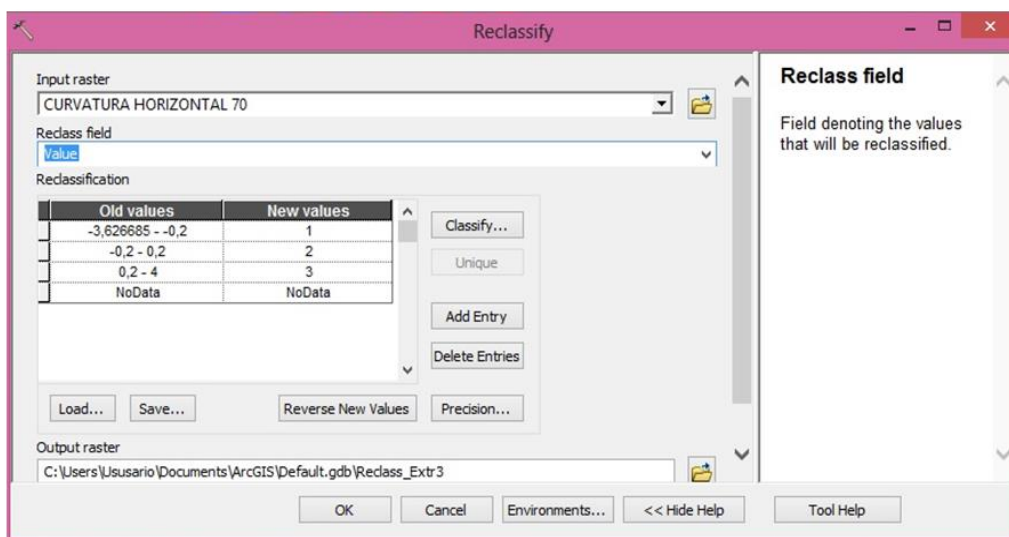 Reclassify
Input raster
CURVATURA HORIZONTAL 70
Reclass field
Value
Reclassification
Old values New values
-3,626685 - -0,2 1
-0,2 - 0,2 2
0,2 - 4 3
NoData NoData
Classify...
Unique
Add Entry
Delete Entries
Load... Save... Reverse New Values Precision...
Output raster
C:\Users\Ususario\Documents\ArcGIS\Default.gdb\Reclass_Extr3
OK Cancel Environments... << Hide Help Tool Help
Reclass field
Field denoting the values
that will be reclassified.